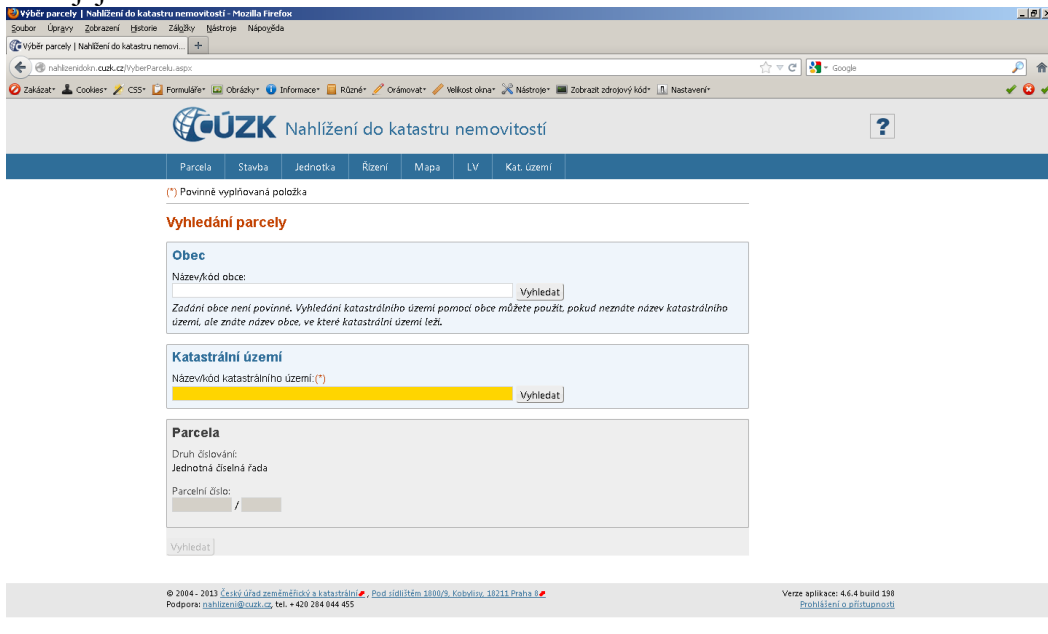 Výběr parcely | Nahlížení do katastru nemovitostí - Mozilla Firefox
Soubor Úpravy Zobrazení Historie Záložky Nástroje Nápověda
Výběr parcely | Nahlížení do katastru nemovi... +
nahlizenidokn.cuzk.cz/VyberParcelu.aspx Google
Zakázat Cookies CSS Formuláře Obrázky Informace Různé Orámovat Velikost okna Nástroje Zobrazit zdrojový kód Nastavení
ČÚZK Nahlížení do katastru nemovitostí ?
Parcela Stavba Jednotka Řízení Mapa LV Kat. území
(*) Povinně vyplňovaná položka
Vyhledání parcely
Obec
Název/kód obce:
Vyhledat
Zadání obce není povinné. Vyhledání katastrálního území pomocí obce můžete použít, pokud neznáte název katastrálního
území, ale znáte název obce, ve které katastrální území leží.
Katastrální území
Název/kód katastrálního území:(*)
Vyhledat
Parcela
Druh číslování:
Jednotná číselná řada
Parcelní číslo:
/
Vyhledat
© 2004 - 2013 Český úřad zeměměřický a katastrální, Pod sídlištěm 1800/9, Kobylisy, 18211 Praha 8
Podpora: nahlizeni@cuzk.cz, tel. +420 284 044 455
Verze aplikace: 4.6.4 build 198
Prohlášení o přístupnosti